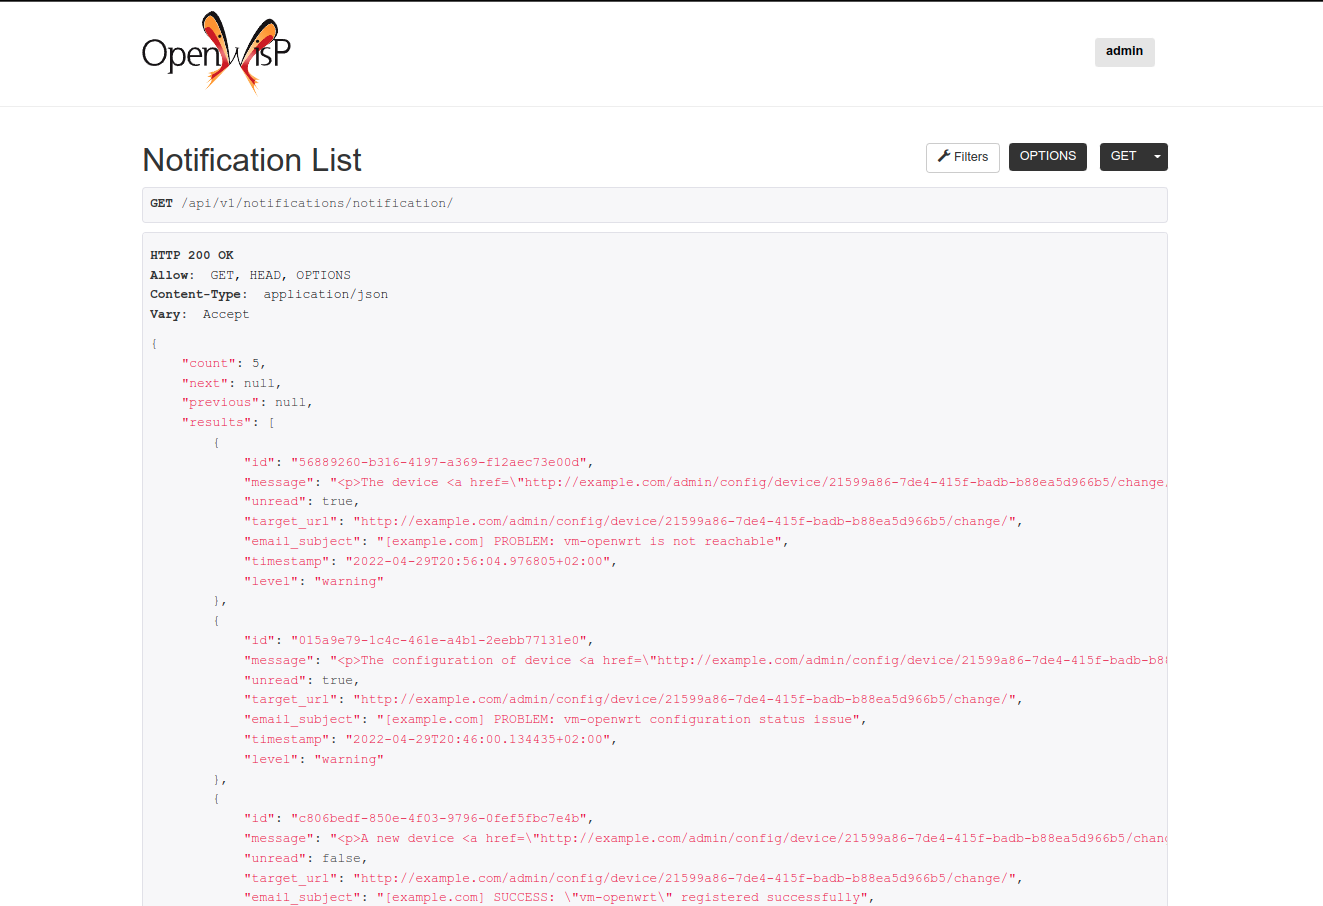 OpenWisP
admin
Notification List
Filters
OPTIONS
GET
GET /api/v1/notifications/notification/
HTTP 200 OK
Allow: GET, HEAD, OPTIONS
Content-Type: application/json
Vary: Accept
{
"count": 5,
"next": null,
"previous": null,
"results": [
{
"id": "56889260-b316-4197-a369-f12aec73e00d",
"message": "<p>The device <a href=\"http://example.com/admin/config/device/21599a86-7de4-415f-badb-b88ea5d966b5/change/
"unread": true,
"target_url": "http://example.com/admin/config/device/21599a86-7de4-415f-badb-b88ea5d966b5/change/",
"email_subject": "[example.com] PROBLEM: vm-openwrt is not reachable",
"timestamp": "2022-04-29T20:56:04.976805+02:00",
"level": "warning"
},
{
"id": "015a9e79-1c4c-461e-a4b1-2eebb77131e0",
"message": "<p>The configuration of device <a href=\"http://example.com/admin/config/device/21599a86-7de4-415f-badb-b8
"unread": true,
"target_url": "http://example.com/admin/config/device/21599a86-7de4-415f-badb-b88ea5d966b5/change/",
"email_subject": "[example.com] PROBLEM: vm-openwrt configuration status issue",
"timestamp": "2022-04-29T20:46:00.134435+02:00",
"level": "warning"
},
{
"id": "c806bedf-850e-4f03-9796-0fef5fbc7e4b",
"message": "<p>A new device <a href=\"http://example.com/admin/config/device/21599a86-7de4-415f-badb-b88ea5d966b5/chan
"unread": false,
"target_url": "http://example.com/admin/config/device/21599a86-7de4-415f-badb-b88ea5d966b5/change/",
"email_subject": "[example.com] SUCCESS: \"vm-openwrt\" registered successfully",